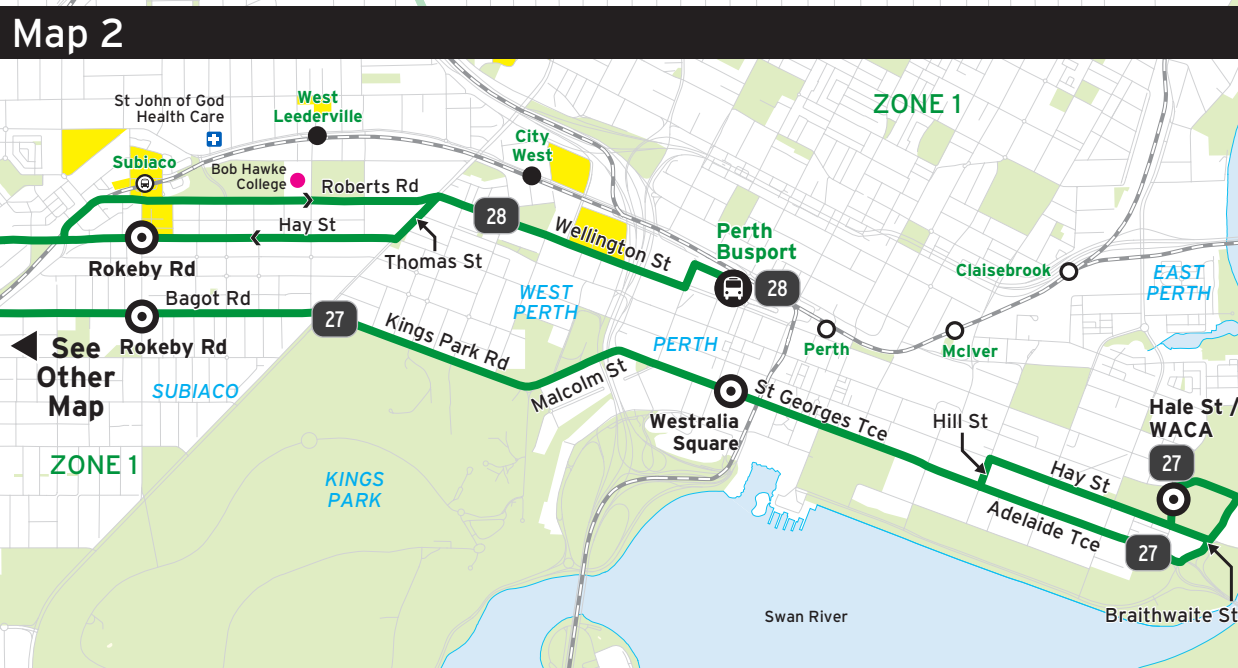 Map 2
ZONE 1
St John of God
Health Care
West
Leederville
City
West
Subiaco
Bob Hawke
College
Roberts Rd
Hay St
28
Wellington St
Thomas St
Rokeby Rd
Perth
Busport
28
Claisebrook
EAST
PERTH
WEST
PERTH
Bagot Rd
27
Kings Park Rd
Rokeby Rd
See
Other
Map
SUBIACO
PERTH
Perth
McIver
Malcolm St
St Georges Tce
Westralia
Square
Hill St
Hale St /
WACA
27
ZONE 1
KINGS
PARK
Hay St
Adelaide Tce
27
Braithwaite St
Swan River